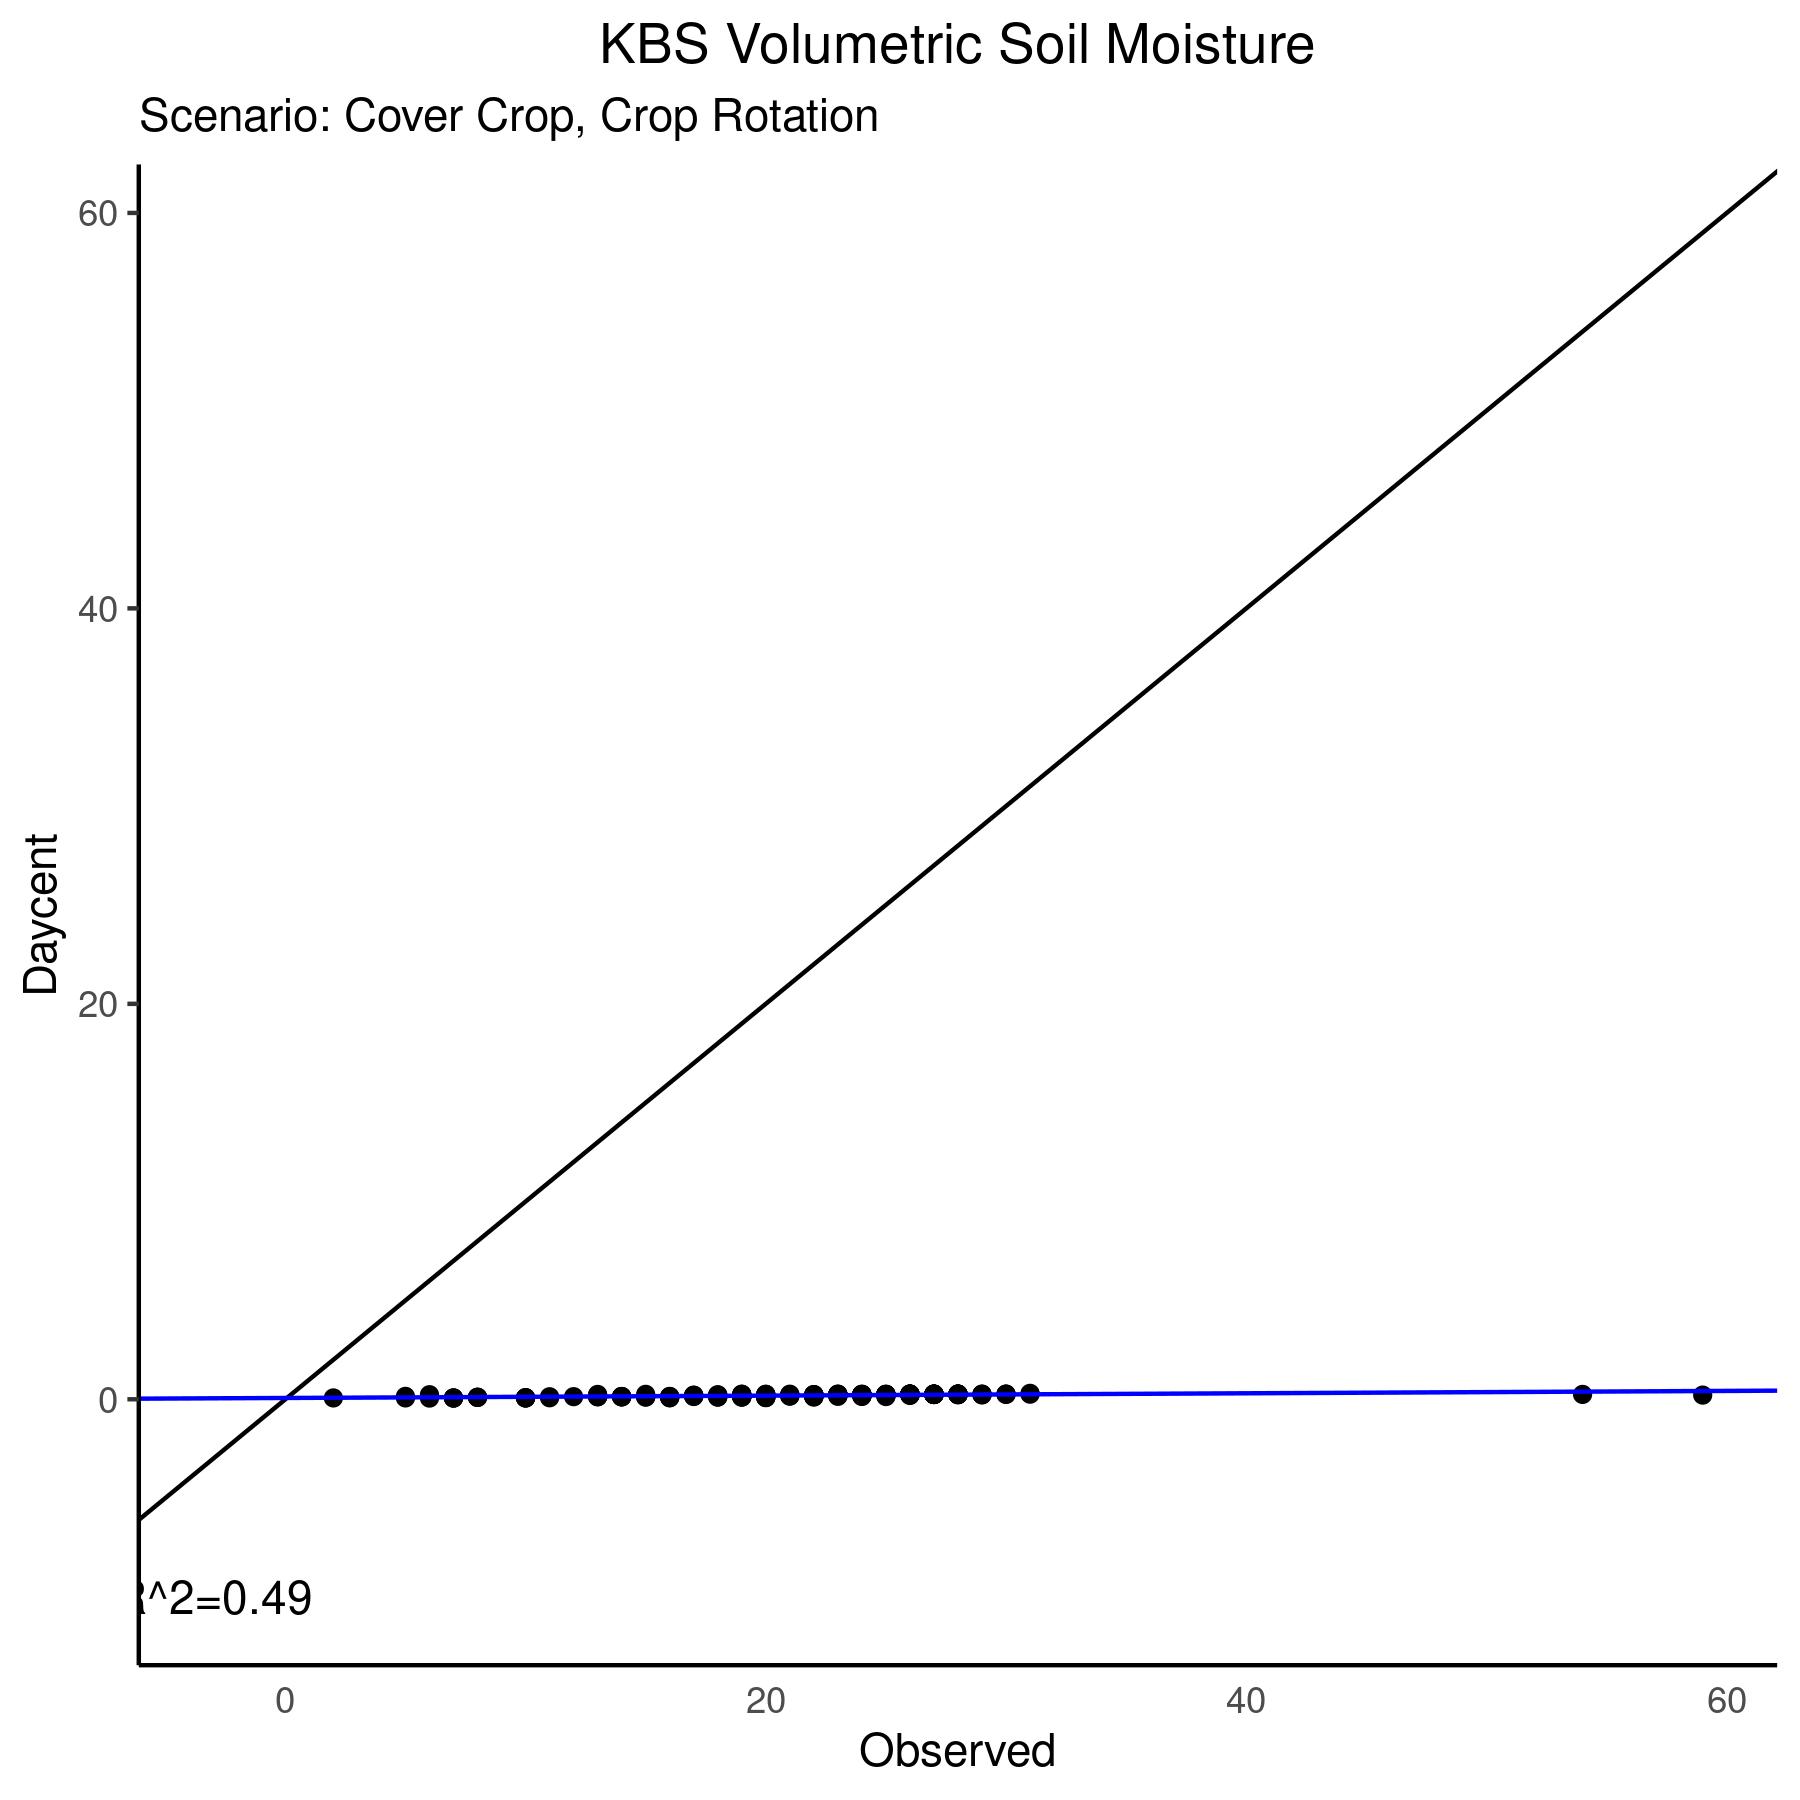 KBS Volumetric Soil Moisture
Scenario: Cover Crop, Crop Rotation
60
40
20
0
Daycent
^2=0.49
0 20 40 60
Observed